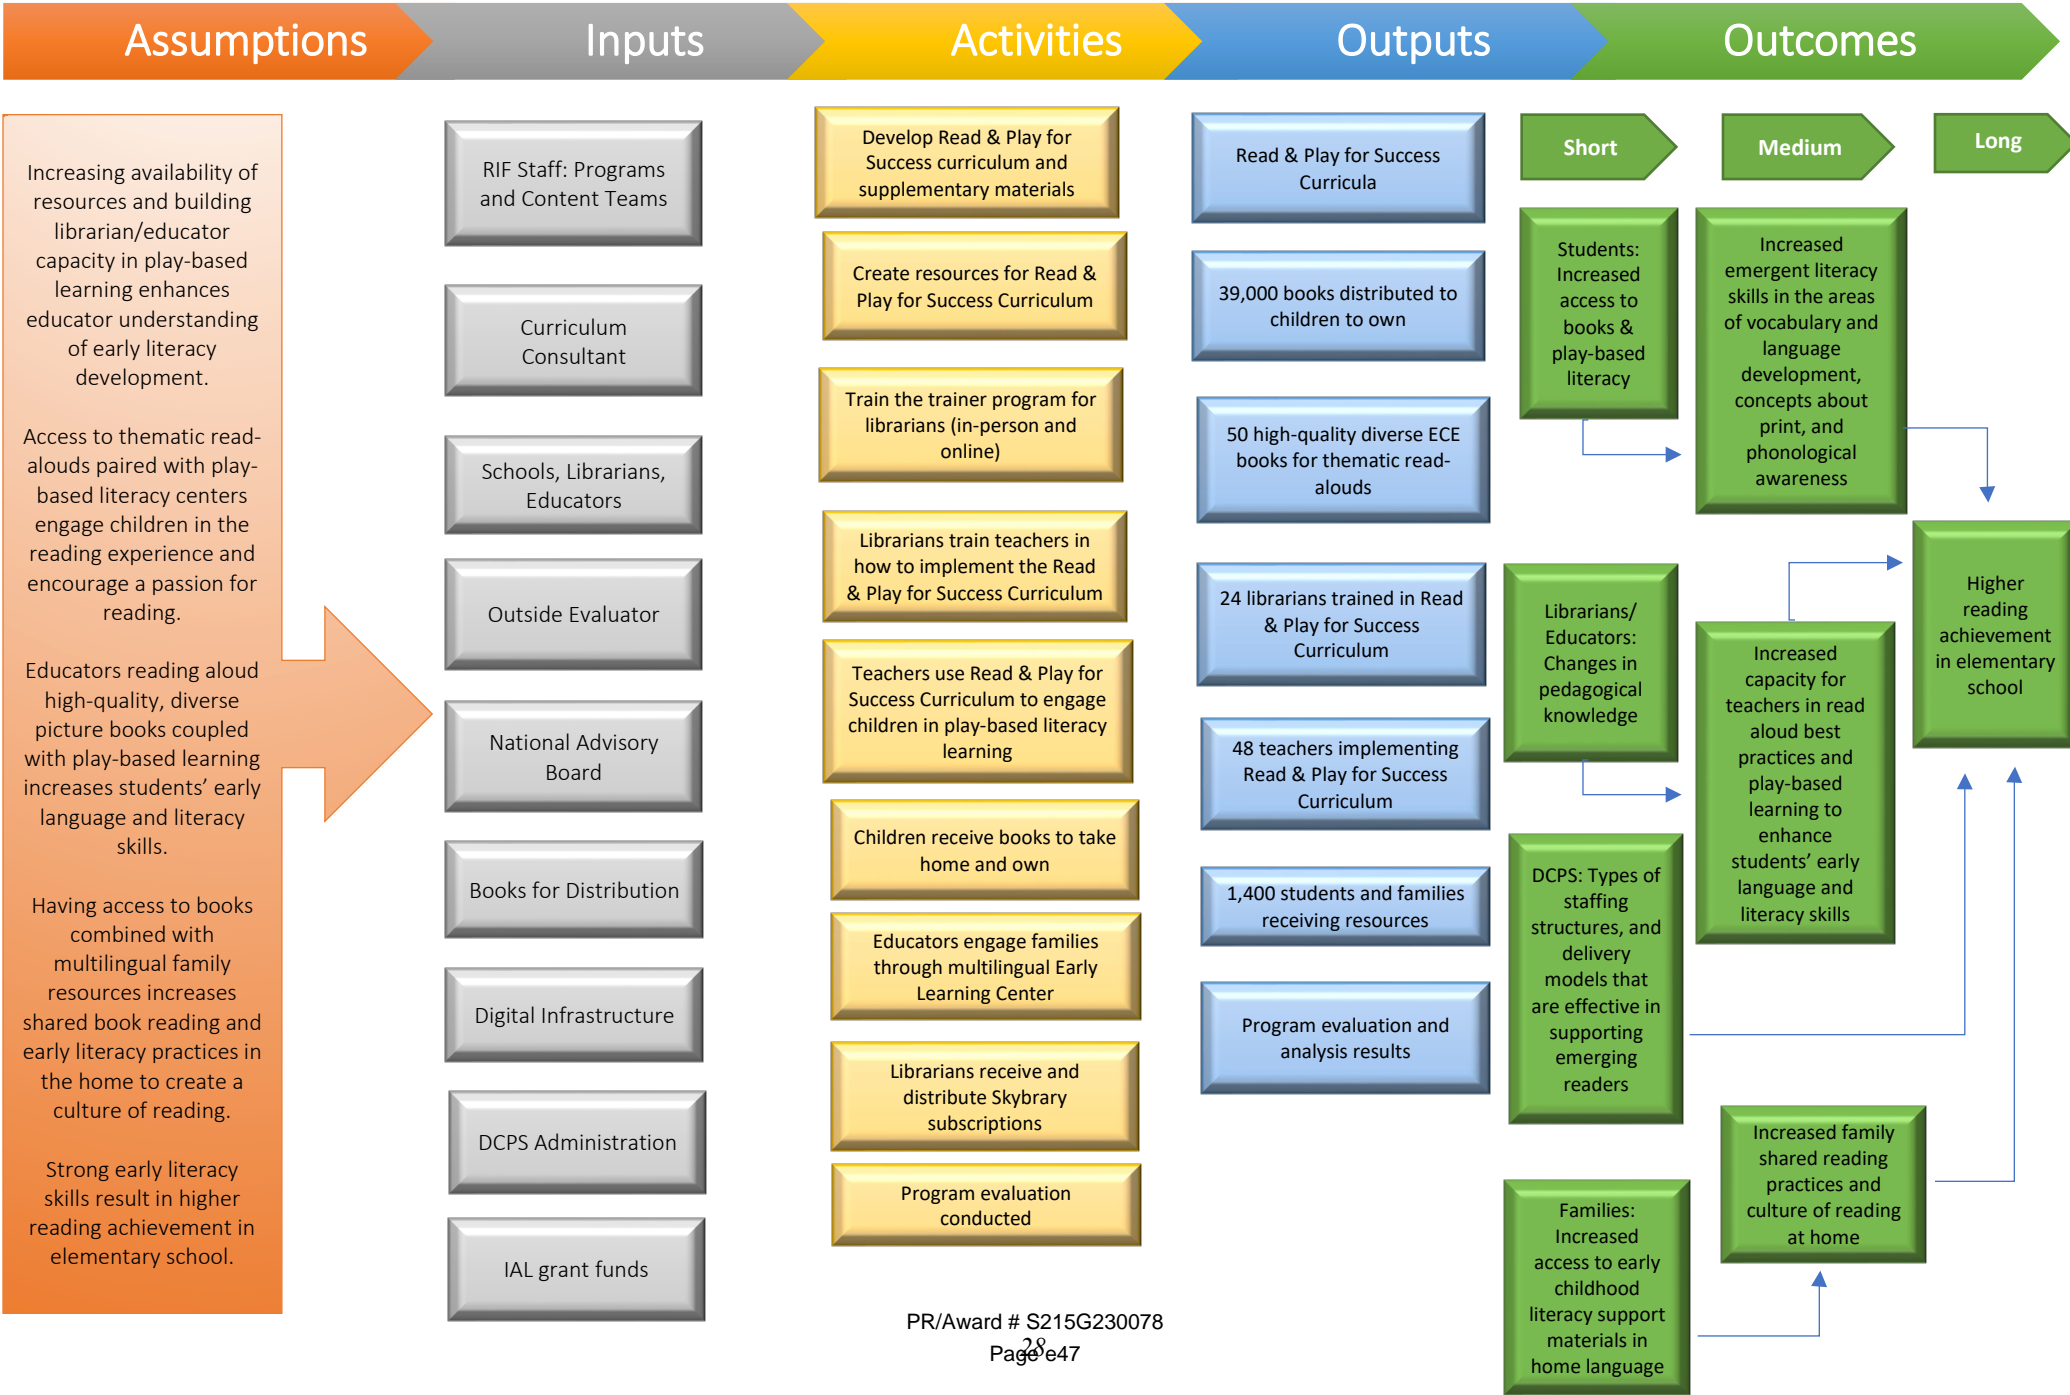 Assumptions
Inputs
Activities
Outputs
Outcomes
Increasing availability of
resources and building
librarian/educator
capacity in play-based
learning enhances
educator understanding
of early literacy
development.
Access to thematic read-
alouds paired with play-
based literacy centers
engage children in the
reading experience and
encourage a passion for
reading.
Educators reading aloud
high-quality, diverse
picture books coupled
with play-based learning
increases students’ early
language and literacy
skills.
Having access to books
combined with
multilingual family
resources increases
shared book reading and
early literacy practices in
the home to create a
culture of reading.
Strong early literacy
skills result in higher
reading achievement in
elementary school.
RIF Staff: Programs
and Content Teams
Curriculum
Consultant
Schools, Librarians,
Educators
Outside Evaluator
National Advisory
Board
Books for Distribution
Digital Infrastructure
DCPS Administration
IAL grant funds
Develop Read & Play for
Success curriculum and
supplementary materials
Create resources for Read &
Play for Success Curriculum
Train the trainer program for
librarians (in-person and
online)
Librarians train teachers in
how to implement the Read
& Play for Success Curriculum
Teachers use Read & Play for
Success Curriculum to engage
children in play-based literacy
learning
Children receive books to take
home and own
Educators engage families
through multilingual Early
Learning Center
Librarians receive and
distribute Skybrary
subscriptions
Program evaluation
conducted
Read & Play for Success
Curricula
39,000 books distributed to
children to own
50 high-quality diverse ECE
books for thematic read-
alouds
24 librarians trained in Read
& Play for Success
Curriculum
48 teachers implementing
Read & Play for Success
Curriculum
1,400 students and families
receiving resources
Program evaluation and
analysis results
Short
Medium
Long
Students:
Increased
access to
books &
play-based
literacy
Librarians/
Educators:
Changes in
pedagogical
knowledge
DCPS: Types of
staffing
structures, and
delivery
models that
are effective in
supporting
emerging
readers
Families:
Increased
access to early
childhood
literacy support
materials in
home language
Increased
emergent literacy
skills in the areas
of vocabulary and
language
development,
concepts about
print, and
phonological
awareness
Increased
capacity for
teachers in read
aloud best
practices and
play-based
learning to
enhance
students’ early
language and
literacy skills
Increased family
shared reading
practices and
culture of reading
at home
Higher
reading
achievement
in elementary
school
PR/Award # S215G230078
28
Page e47